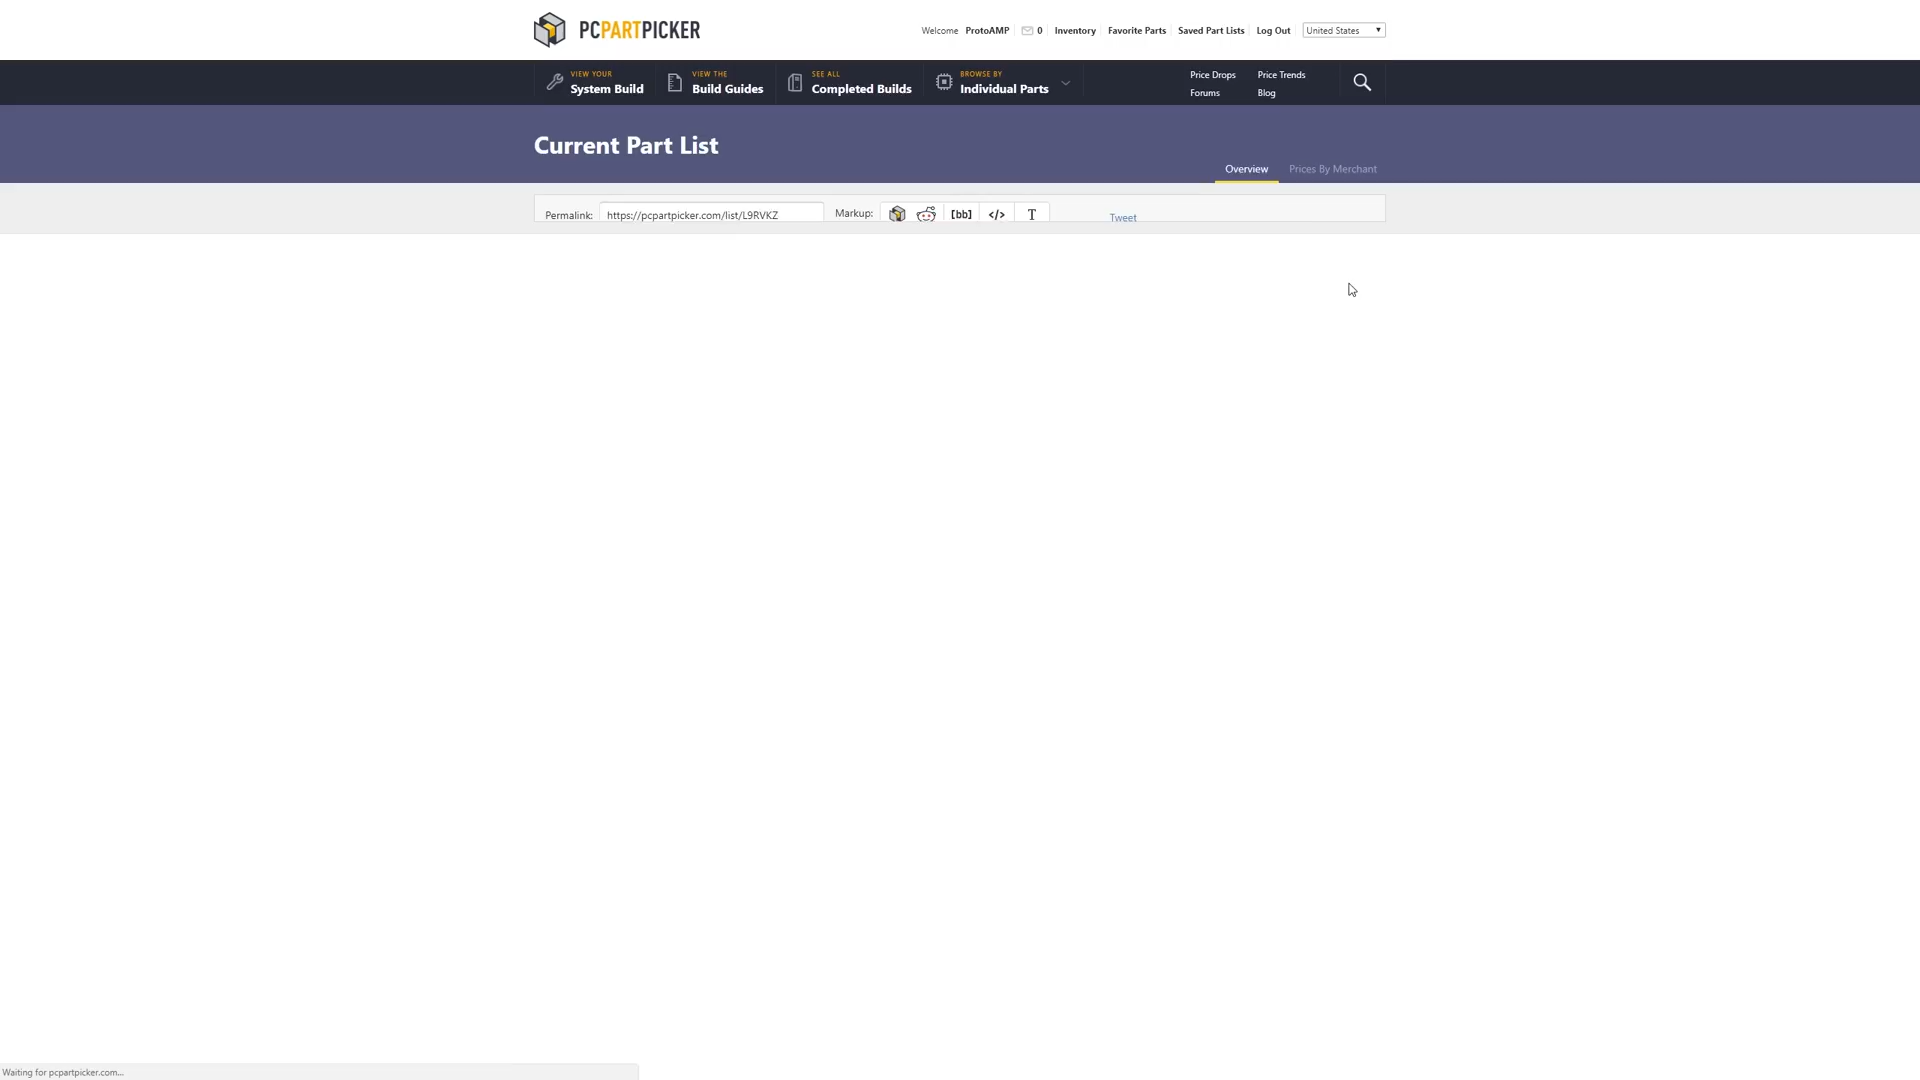 PCPARTPICKER
Welcome ProtoAMP 0 Inventory Favorite Parts Saved Part Lists Log Out United States
VIEW YOUR
System Build
VIEW THE
Build Guides
SEE ALL
Completed Builds
BROWSE BY
Individual Parts
Price Drops Price Trends
Forums Blog
Current Part List
Overview Prices By Merchant
Permalink: https://pcpartpicker.com/list/L9RVKZ Markup: [bb] </> T Tweet
Waiting for pcpartpicker.com...